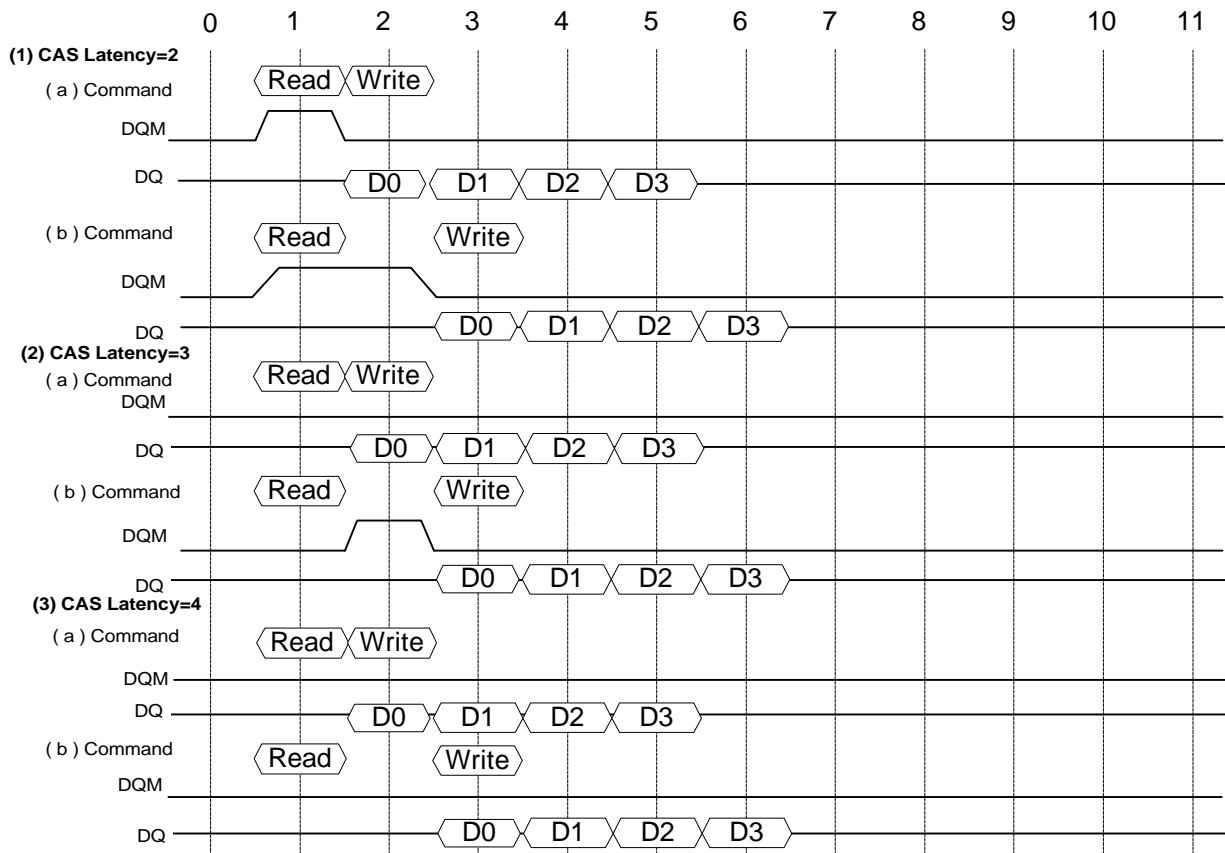 0 1 2 3 4 5 6 7 8 9 10 11
(1) CAS Latency=2
( a ) Command Read Write
DQM
DQ D0 D1 D2 D3
( b ) Command Read Write
DQM
DQ D0 D1 D2 D3
(2) CAS Latency=3
( a ) Command Read Write
DQM
DQ D0 D1 D2 D3
( b ) Command Read Write
DQM
DQ D0 D1 D2 D3
(3) CAS Latency=4
( a ) Command Read Write
DQM
DQ D0 D1 D2 D3
( b ) Command Read Write
DQM
DQ D0 D1 D2 D3